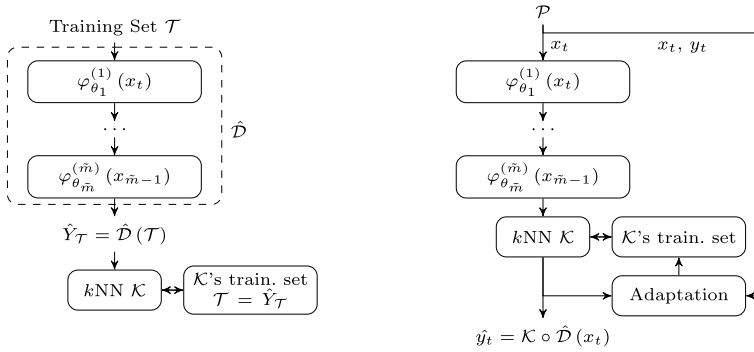 Training Set 𝒯
φ_{θ_1}^{(1)} (x_t)
...
φ_{θ_{m̃}}^{(m̃)} (x_{m̃−1})
𝒟̂
Ŷ_𝒯 = 𝒟̂ (𝒯)
kNN 𝒦
𝒦's train. set
𝒯 = Ŷ_𝒯
𝒫
x_t
x_t, y_t
φ_{θ_1}^{(1)} (x_t)
...
φ_{θ_{m̃}}^{(m̃)} (x_{m̃−1})
kNN 𝒦
𝒦's train. set
Adaptation
ŷ_t = 𝒦 ∘ 𝒟̂ (x_t)